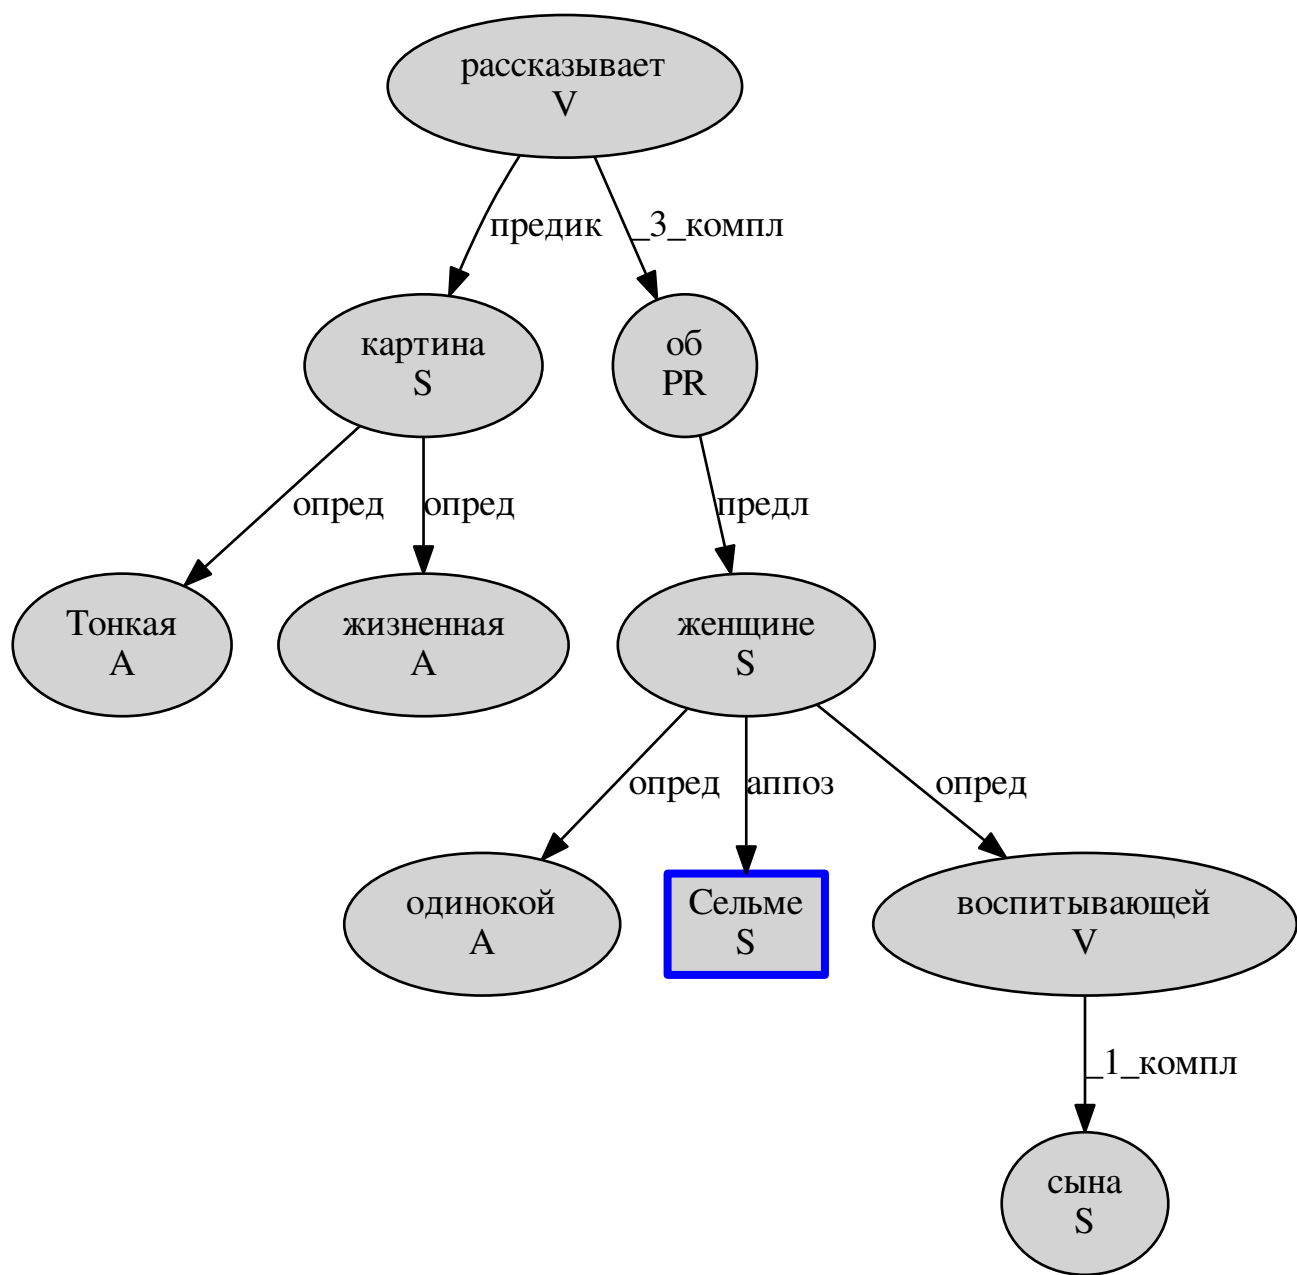 рассказывает
V
предик
_3_компл
картина
S
об
PR
опред
опред
предл
Тонкая
A
жизненная
A
женщине
S
опред
аппоз
опред
одинокой
A
Сельме
S
воспитывающей
V
_1_компл
сына
S